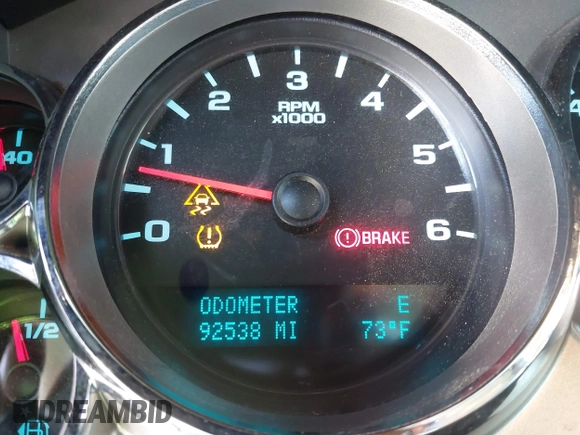 3
2
4
RPM
x1000
1
5
40
0
BRAKE
6
ODOMETER E
92538 MI 73°F
1/2
DREAMBID